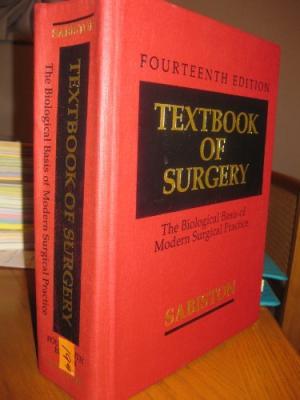 SABISTON
TEXTBOOK OF SURGERY
The Biological Basis of Modern Surgical Practice
FOURTEENTH EDITION
TEXTBOOK
OF
SURGERY
The Biological Basis of
Modern Surgical Practice
SABISTON